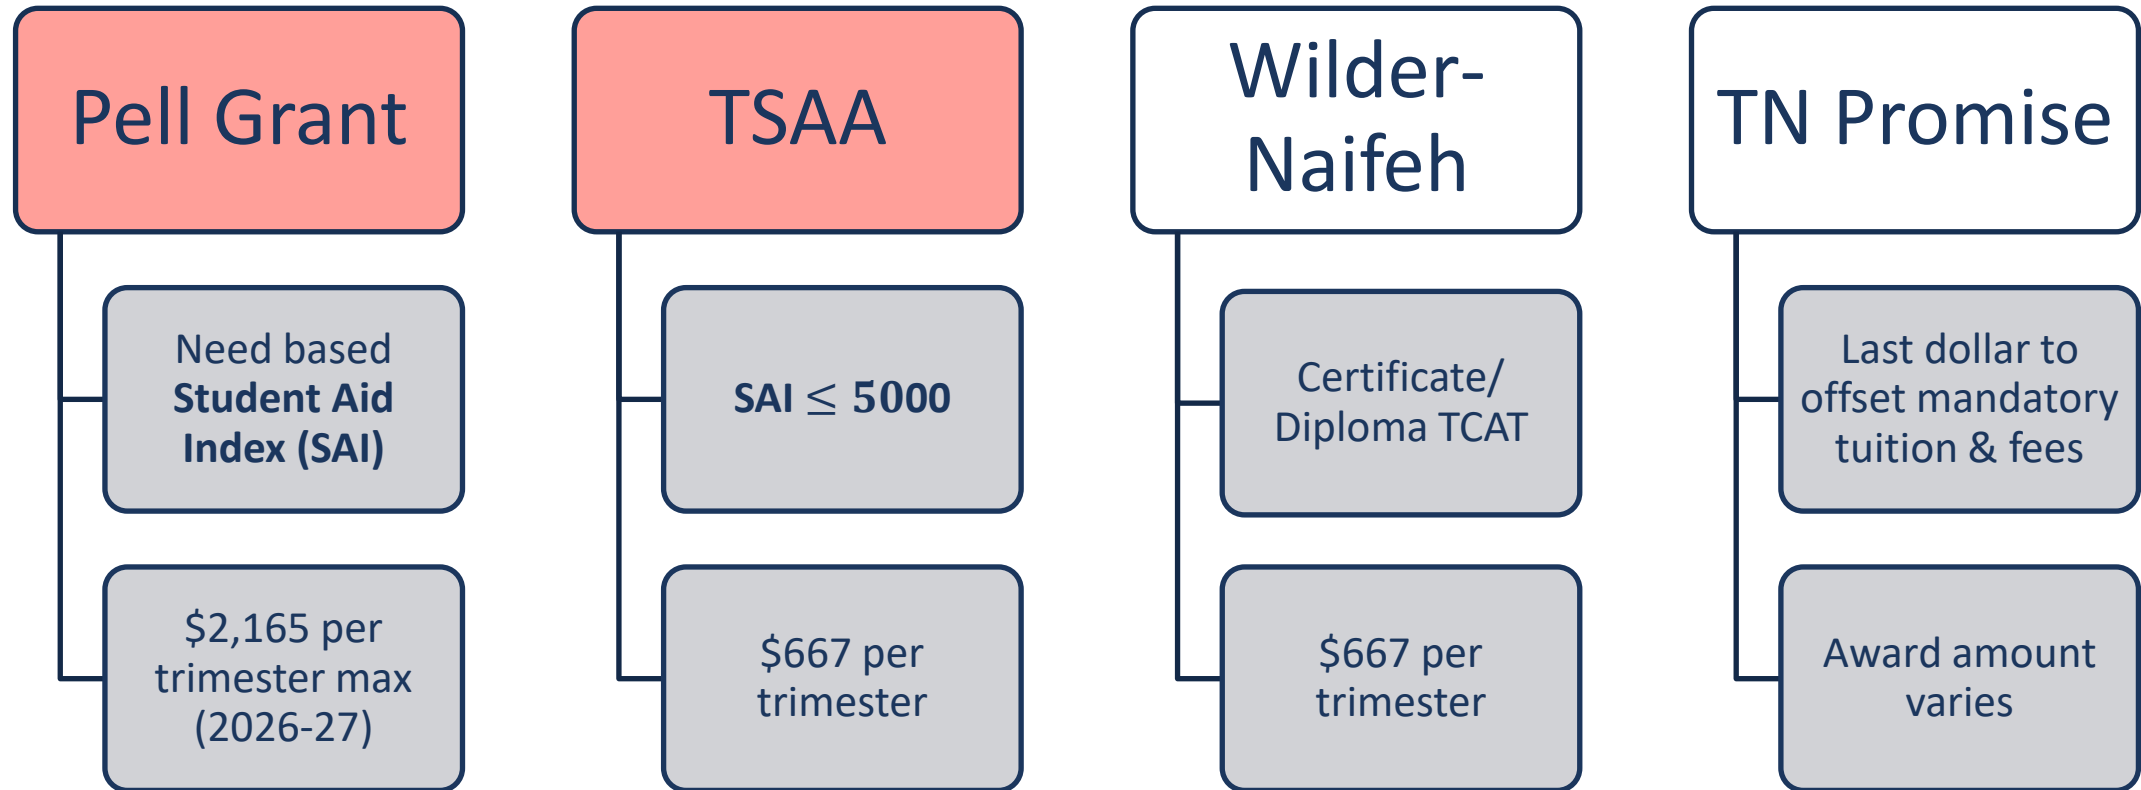 Pell Grant
Need based
Student Aid
Index (SAI)
$2,165 per
trimester max
(2026-27)
TSAA
SAI ≤ 5000
$667 per
trimester
Wilder-
Naifeh
Certificate/
Diploma TCAT
$667 per
trimester
TN Promise
Last dollar to
offset mandatory
tuition & fees
Award amount
varies